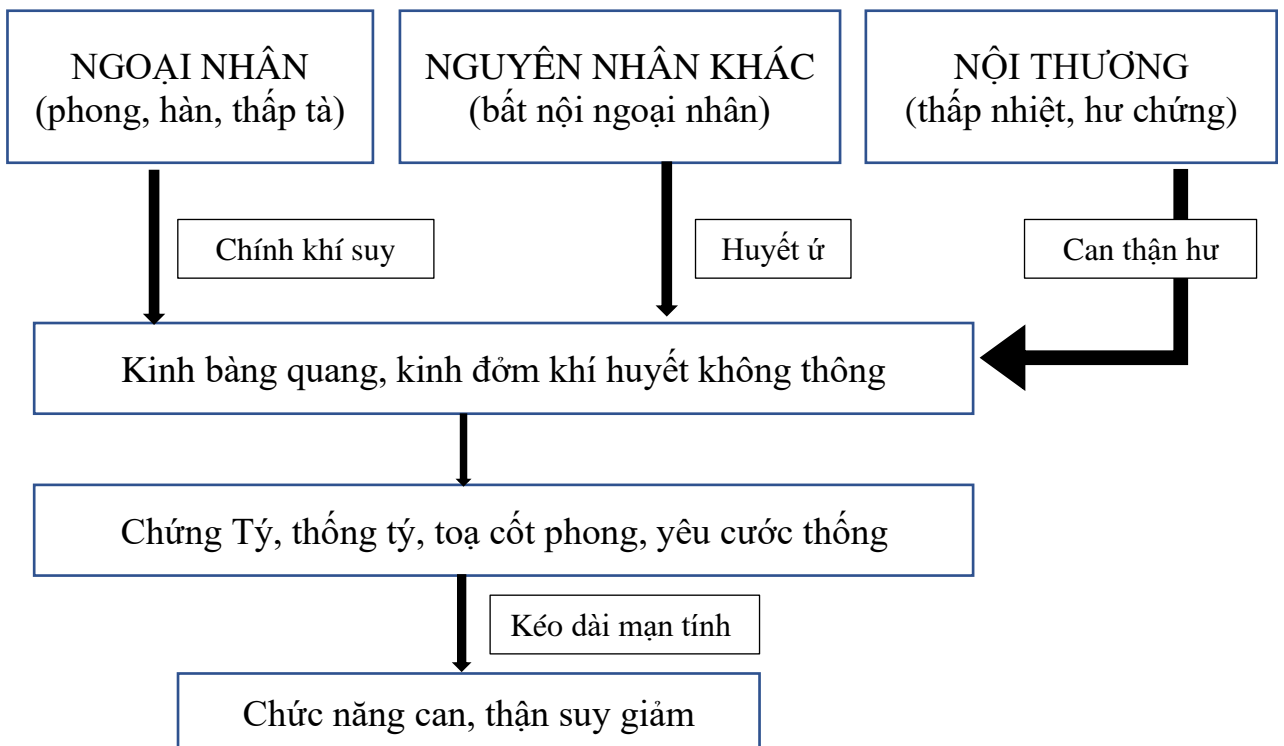 NGOẠI NHÂN
(phong, hàn, thấp tà)
NGUYÊN NHÂN KHÁC
(bất nội ngoại nhân)
NỘI THƯƠNG
(thấp nhiệt, hư chứng)
Chính khí suy
Huyết ứ
Can thận hư
Kinh bàng quang, kinh đởm khí huyết không thông
Chứng Tý, thống tý, toạ cốt phong, yêu cước thống
Kéo dài mạn tính
Chức năng can, thận suy giảm